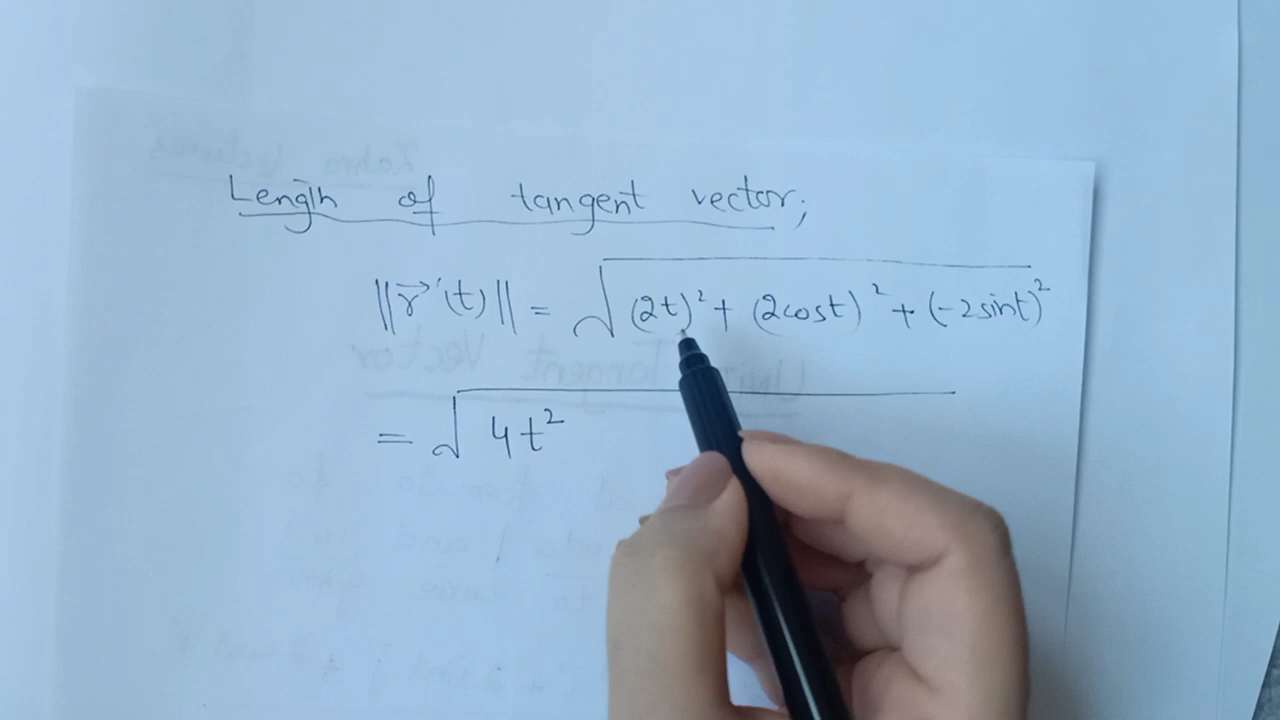 Length of tangent vector;
||r⃗'(t)|| = √((2t)² + (2cost)² + (-2sint)²)
= √(4t²)